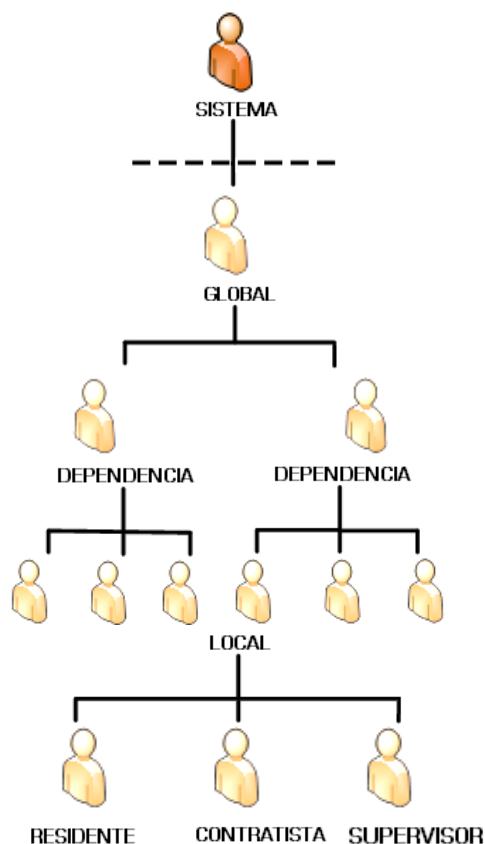 SISTEMA
GLOBAL
DEPENDENCIA DEPENDENCIA
LOCAL
RESIDENTE CONTRATISTA SUPERVISOR